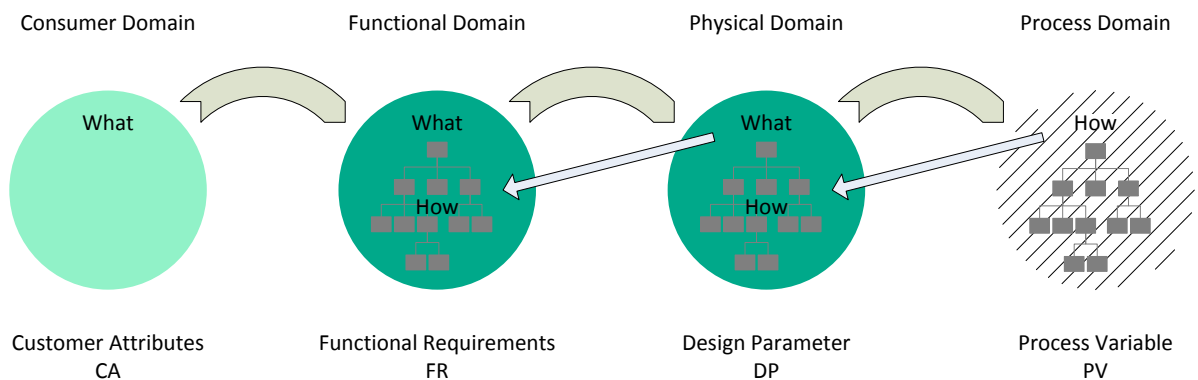 Consumer Domain
Functional Domain
Physical Domain
Process Domain
What
What
What
How
How
How
Customer Attributes
CA
Functional Requirements
FR
Design Parameter
DP
Process Variable
PV